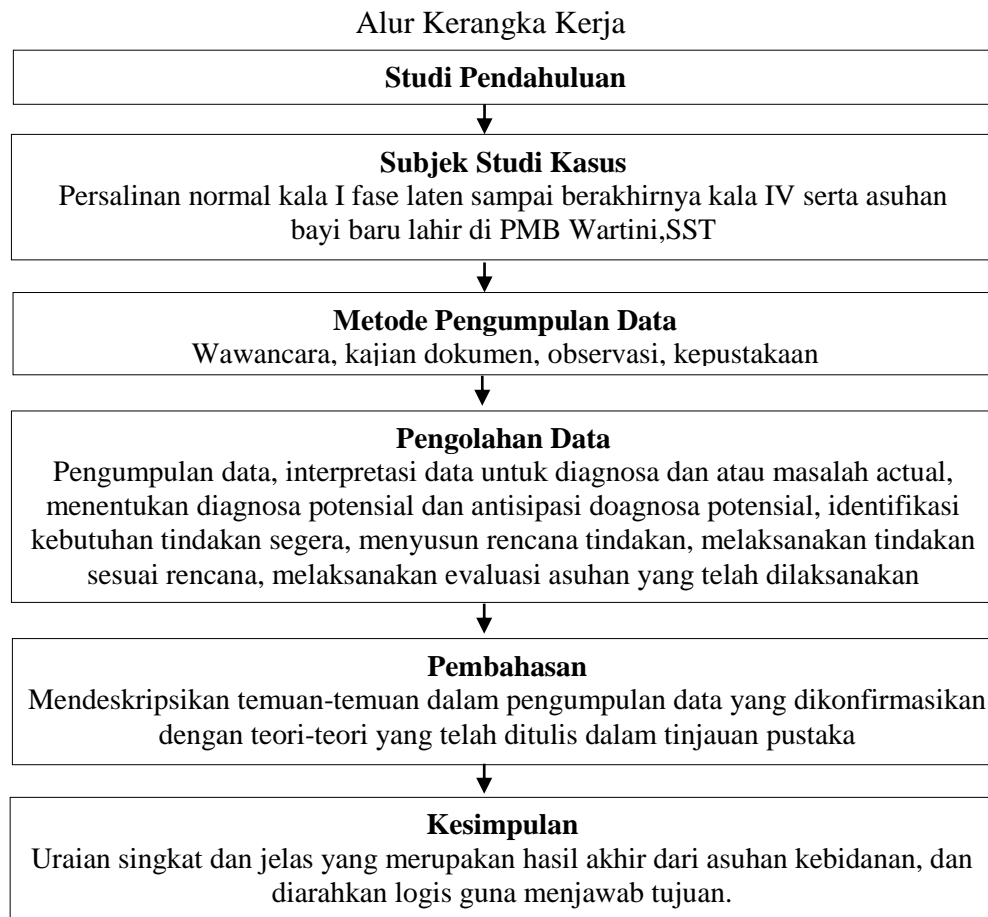 Alur Kerangka Kerja
Studi Pendahuluan
Subjek Studi Kasus
Persalinan normal kala I fase laten sampai berakhirnya kala IV serta asuhan
bayi baru lahir di PMB Wartini,SST
Metode Pengumpulan Data
Wawancara, kajian dokumen, observasi, kepustakaan
Pengolahan Data
Pengumpulan data, interpretasi data untuk diagnosa dan atau masalah actual,
menentukan diagnosa potensial dan antisipasi doagnosa potensial, identifikasi
kebutuhan tindakan segera, menyusun rencana tindakan, melaksanakan tindakan
sesuai rencana, melaksanakan evaluasi asuhan yang telah dilaksanakan
Pembahasan
Mendeskripsikan temuan-temuan dalam pengumpulan data yang dikonfirmasikan
dengan teori-teori yang telah ditulis dalam tinjauan pustaka
Kesimpulan
Uraian singkat dan jelas yang merupakan hasil akhir dari asuhan kebidanan, dan
diarahkan logis guna menjawab tujuan.